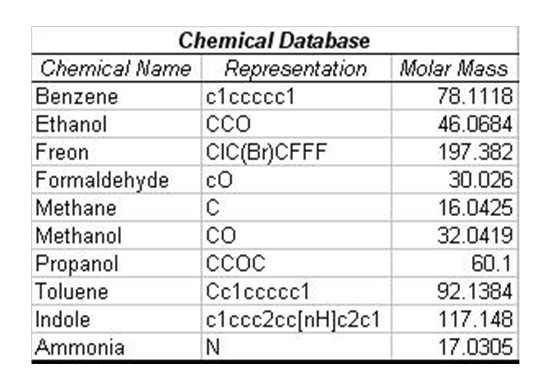 Chemical Database
Chemical Name Representation Molar Mass
Benzene c1ccccc1 78.1118
Ethanol CCO 46.0684
Freon ClC(Br)CFFF 197.382
Formaldehyde cO 30.026
Methane C 16.0425
Methanol CO 32.0419
Propanol CCOC 60.1
Toluene Cc1ccccc1 92.1384
Indole c1ccc2cc[nH]c2c1 117.148
Ammonia N 17.0305